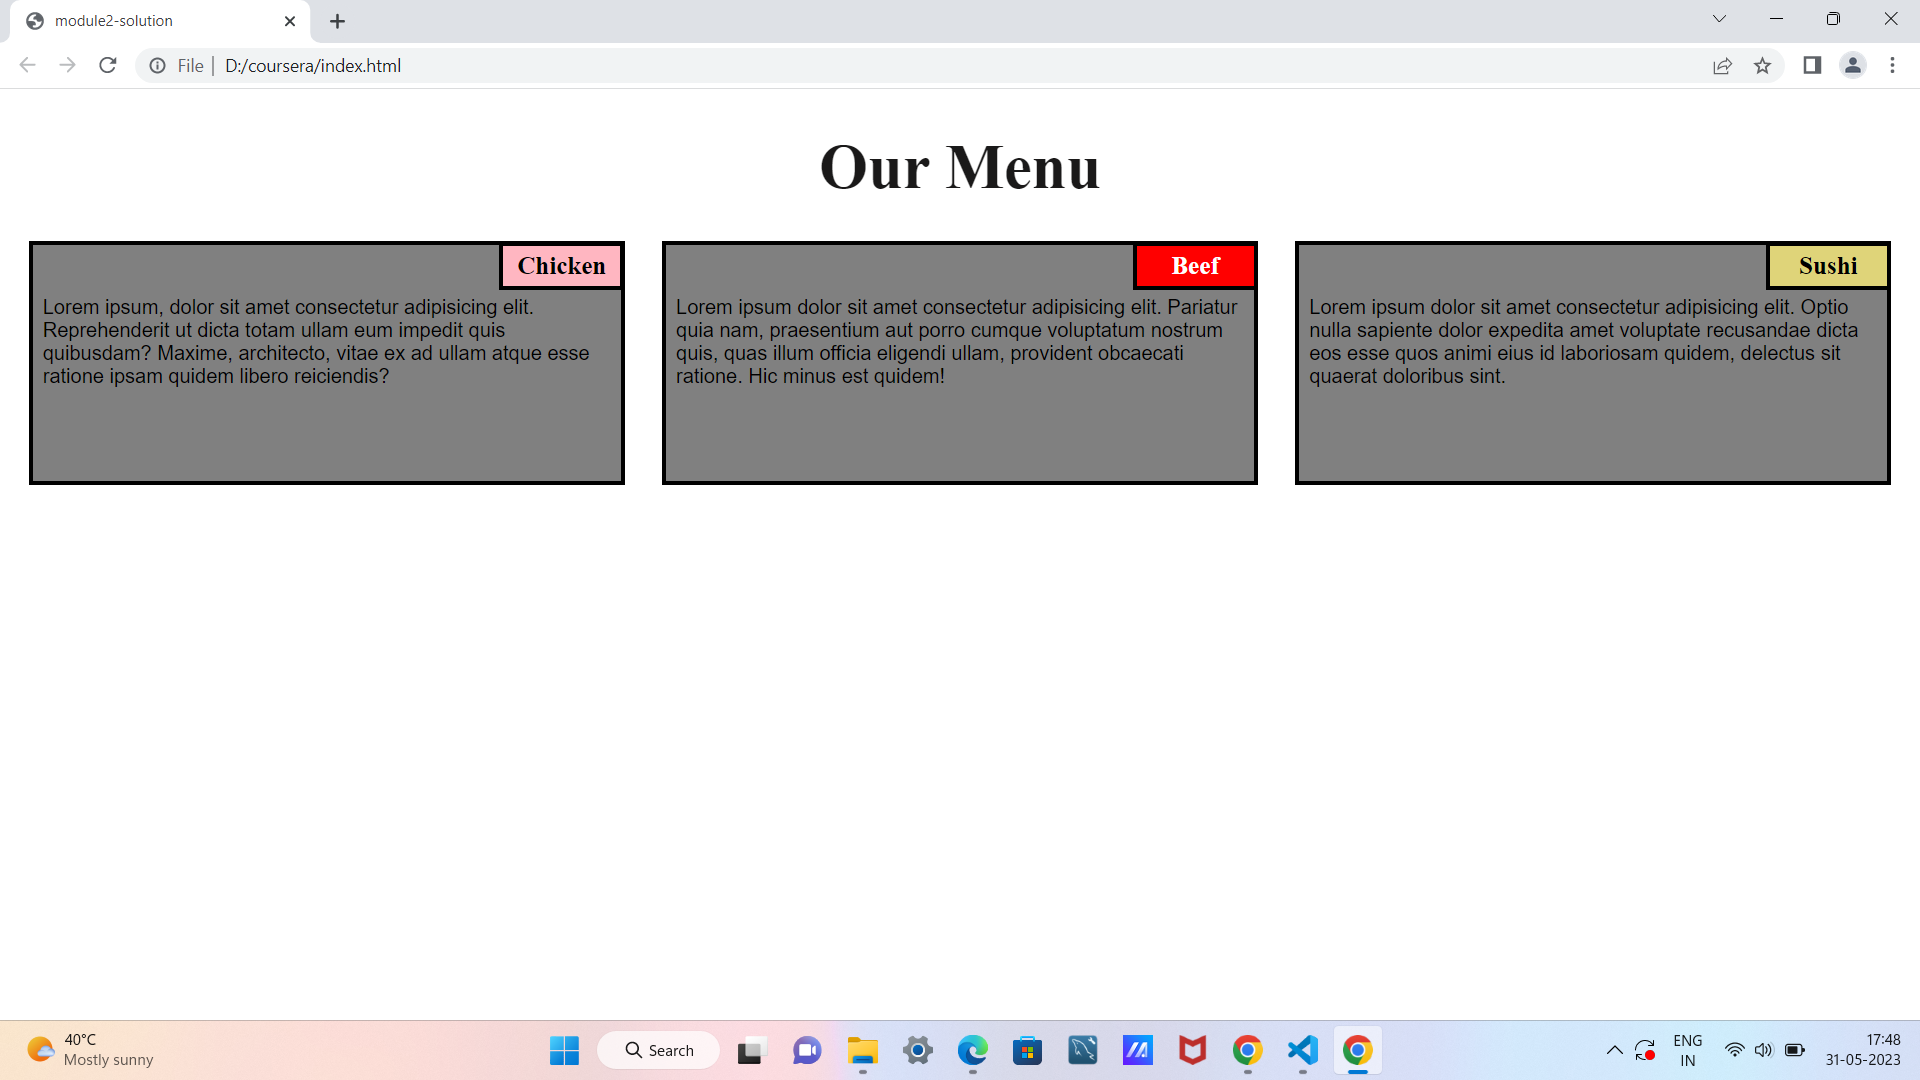 module2-solution
File
D:/coursera/index.html
Our Menu
Chicken
Lorem ipsum, dolor sit amet consectetur adipisicing elit.
Reprehenderit ut dicta totam ullam eum impedit quis
quibusdam? Maxime, architecto, vitae ex ad ullam atque esse
ratione ipsam quidem libero reiciendis?
Beef
Lorem ipsum dolor sit amet consectetur adipisicing elit. Pariatur
quia nam, praesentium aut porro cumque voluptatum nostrum
quis, quas illum officia eligendi ullam, provident obcaecati
ratione. Hic minus est quidem!
Sushi
Lorem ipsum dolor sit amet consectetur adipisicing elit. Optio
nulla sapiente dolor expedita amet voluptate recusandae dicta
eos esse quos animi eius id laboriosam quidem, delectus sit
quaerat doloribus sint.
40°C
Mostly sunny
Search
ENG
IN
17:48
31-05-2023